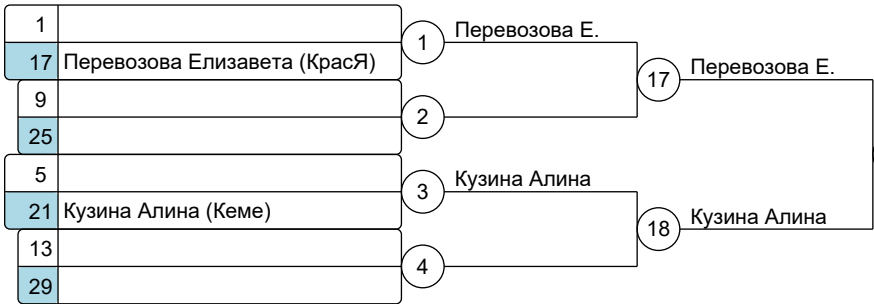 1
17 Перевозова Елизавета (КрасЯ)
9
25
5
21 Кузина Алина (Кеме)
13
29
1
2
3
4
Перевозова Е.
Кузина Алина
17
18
Перевозова Е.
Кузина Алина